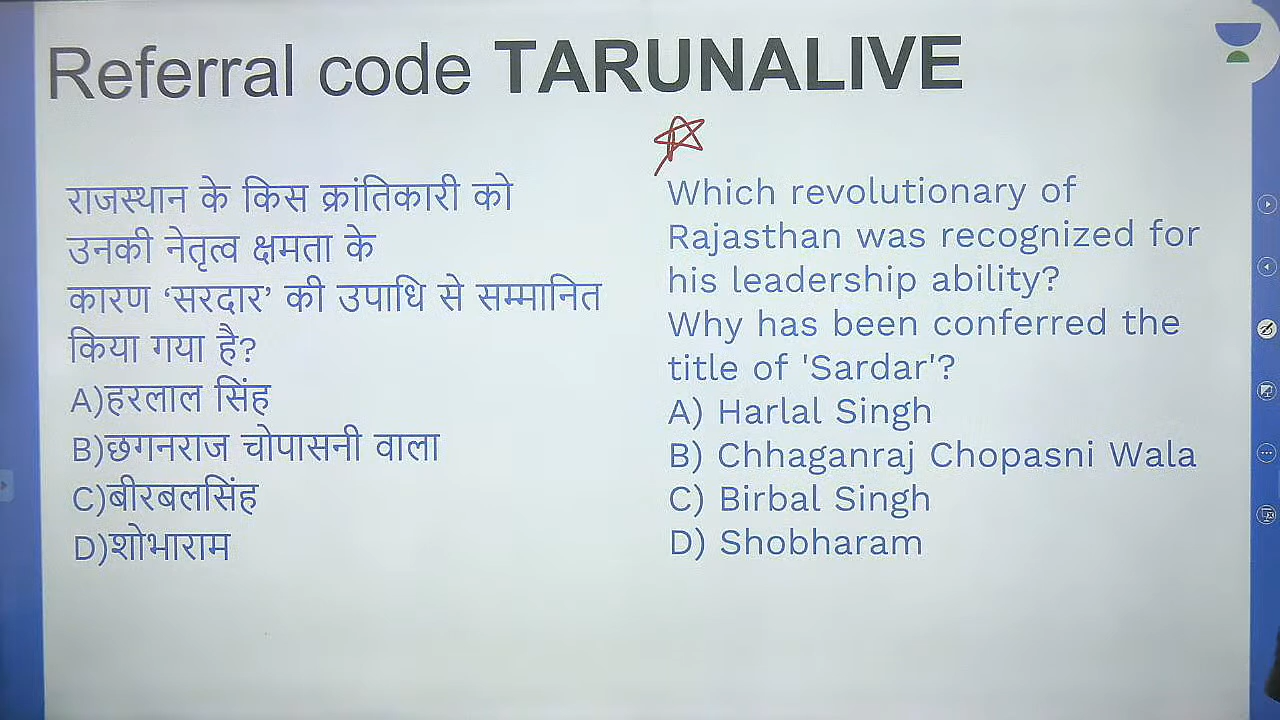 Referral code TARUNALIVE
राजस्थान के किस क्रांतिकारी को
उनकी नेतृत्व क्षमता के
कारण ‘सरदार’ की उपाधि से सम्मानित
किया गया है?
A)हरलाल सिंह
B)छगनराज चोपासनी वाला
C)बीरबलसिंह
D)शोभाराम
Which revolutionary of
Rajasthan was recognized for
his leadership ability?
Why has been conferred the
title of 'Sardar'?
A) Harlal Singh
B) Chhaganraj Chopasni Wala
C) Birbal Singh
D) Shobharam